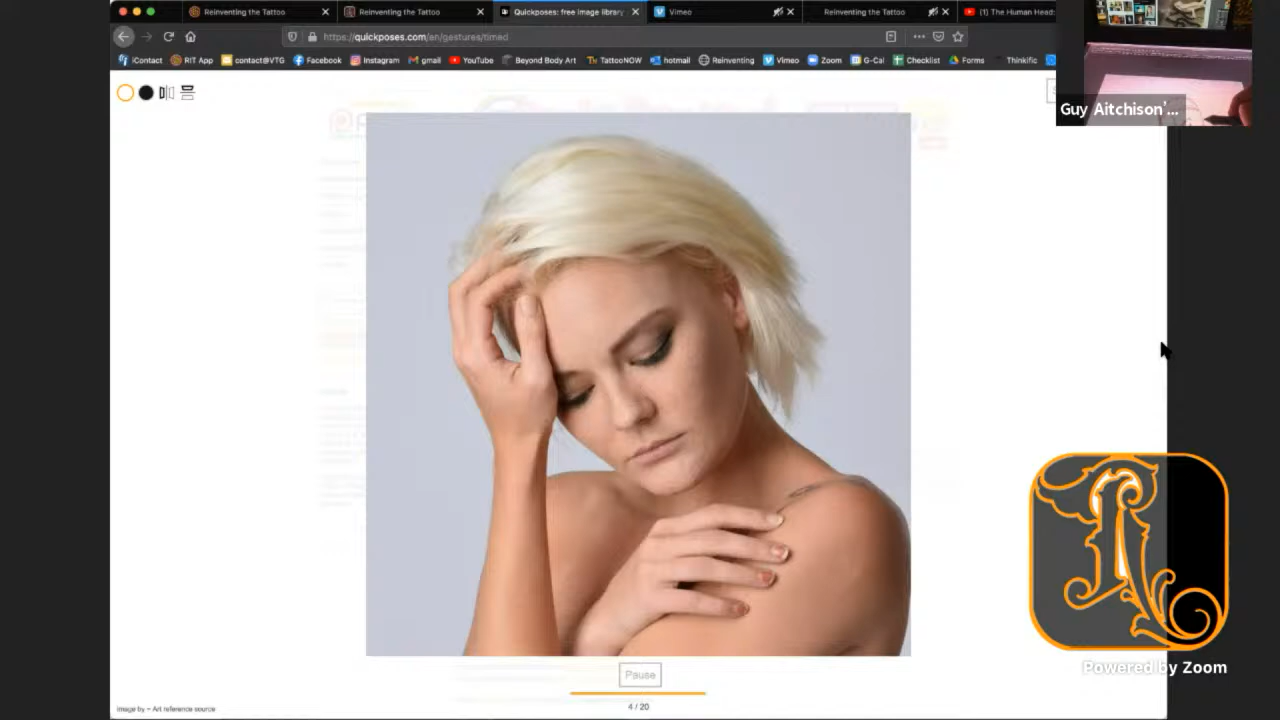 Reinventing the Tattoo
Reinventing the Tattoo
Quickposes: free image library
Vimeo
Reinventing the Tattoo
(1) The Human Head:
https://quickposes.com/en/gestures/timed
iContact
RIT App
contact@VTG
Facebook
Instagram
gmail
YouTube
Beyond Body Art
TattooNOW
hotmail
Reinventing
Vimeo
Zoom
G-Cal
Checklist
Forms
Thinkific
Guy Aitchison'...
Pause
4 / 20
image by ~ Art reference source
Powered by Zoom